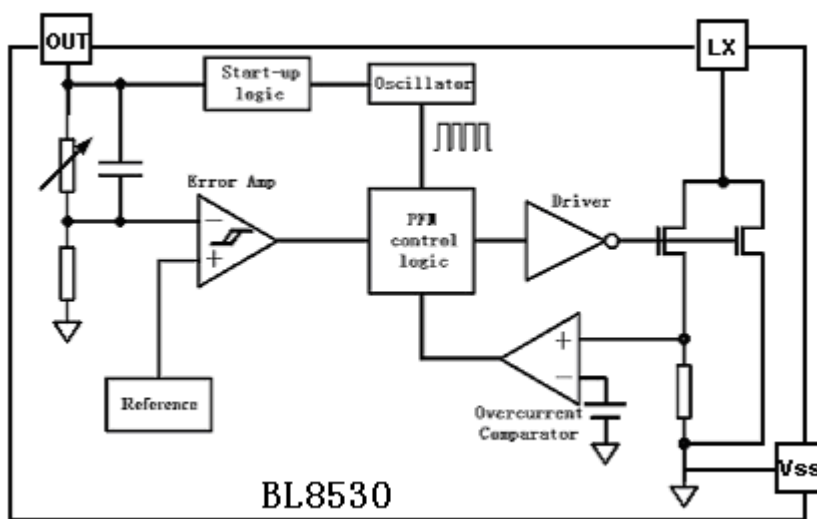 OUT
LX
Start-up
logic
Oscillator
Error Amp
Driver
PFM
control
logic
Reference
Overcurrent
Comparator
Vss
BL8530